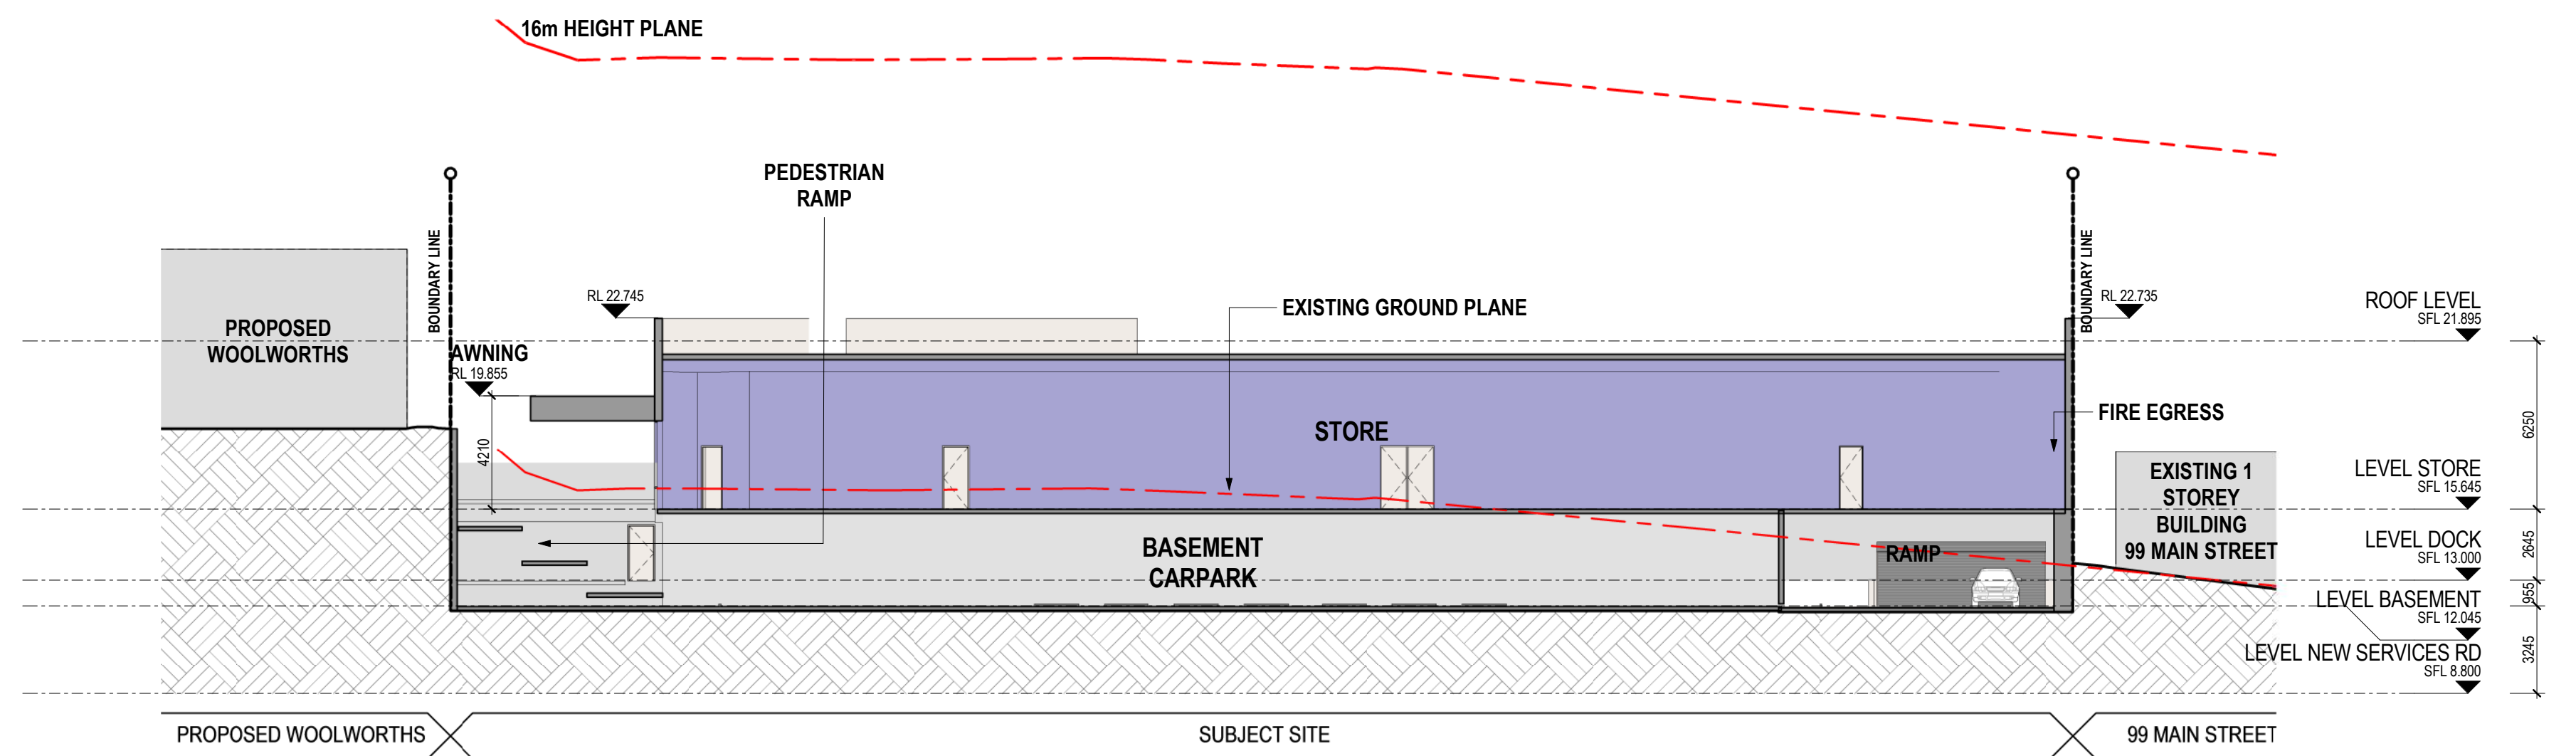 16m HEIGHT PLANE
PEDESTRIAN
RAMP
BOUNDARY LINE
BOUNDARY LINE
RL 22.745
EXISTING GROUND PLANE
RL 22.735
ROOF LEVEL
SFL 21.895
PROPOSED
WOOLWORTHS
AWNING
RL 19.855
4210
STORE
FIRE EGRESS
6250
LEVEL STORE
SFL 15.645
EXISTING 1
STOREY
BUILDING
99 MAIN STREET
BASEMENT
CARPARK
RAMP
LEVEL DOCK
SFL 13.000
2645
955
LEVEL BASEMENT
SFL 12.045
3245
LEVEL NEW SERVICES RD
SFL 8.800
PROPOSED WOOLWORTHS
SUBJECT SITE
99 MAIN STREET